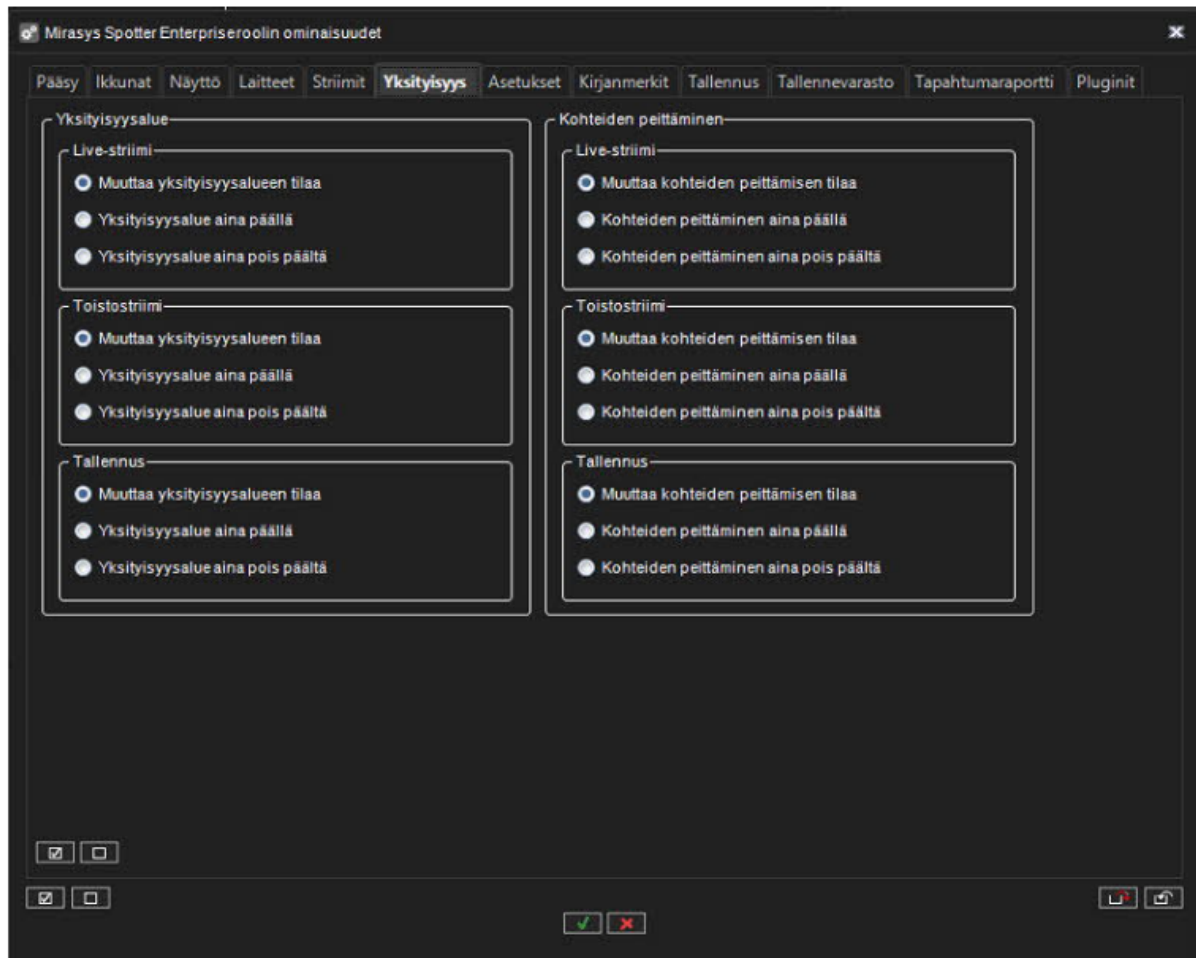 Mirasys Spotter Enterpriseroolin ominaisuudet
Pääsy Ikkunat Näyttö Laitteet Striimit Yksityisyys Asetukset Kirjanmerkit Tallennus Tallennevarasto Tapahtumaraportti Pluginit
Yksityisyysalue
Live-striimi
Muuttaa yksityisyysalueen tilaa
Yksityisyysalue aina päällä
Yksityisyysalue aina pois päältä
Toistostriimi
Muuttaa yksityisyysalueen tilaa
Yksityisyysalue aina päällä
Yksityisyysalue aina pois päältä
Tallennus
Muuttaa yksityisyysalueen tilaa
Yksityisyysalue aina päällä
Yksityisyysalue aina pois päältä
Kohteiden peittäminen
Live-striimi
Muuttaa kohteiden peittämisen tilaa
Kohteiden peittäminen aina päällä
Kohteiden peittäminen aina pois päältä
Toistostriimi
Muuttaa kohteiden peittämisen tilaa
Kohteiden peittäminen aina päällä
Kohteiden peittäminen aina pois päältä
Tallennus
Muuttaa kohteiden peittämisen tilaa
Kohteiden peittäminen aina päällä
Kohteiden peittäminen aina pois päältä